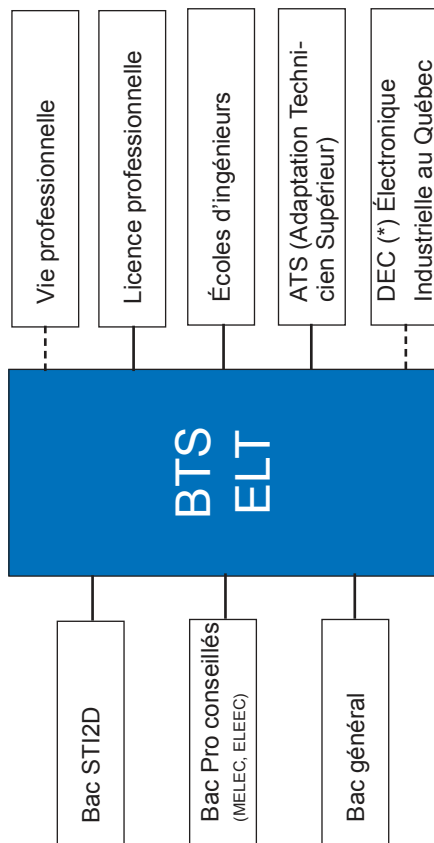 Vie professionnelle
Licence professionnelle
Écoles d'ingénieurs
ATS (Adaptation Techni-
cien Supérieur)
DEC (*) Électronique
Industrielle au Québec
BTS
ELT
Bac STI2D
Bac Pro conseillés
(MELEC, ELEEC)
Bac général